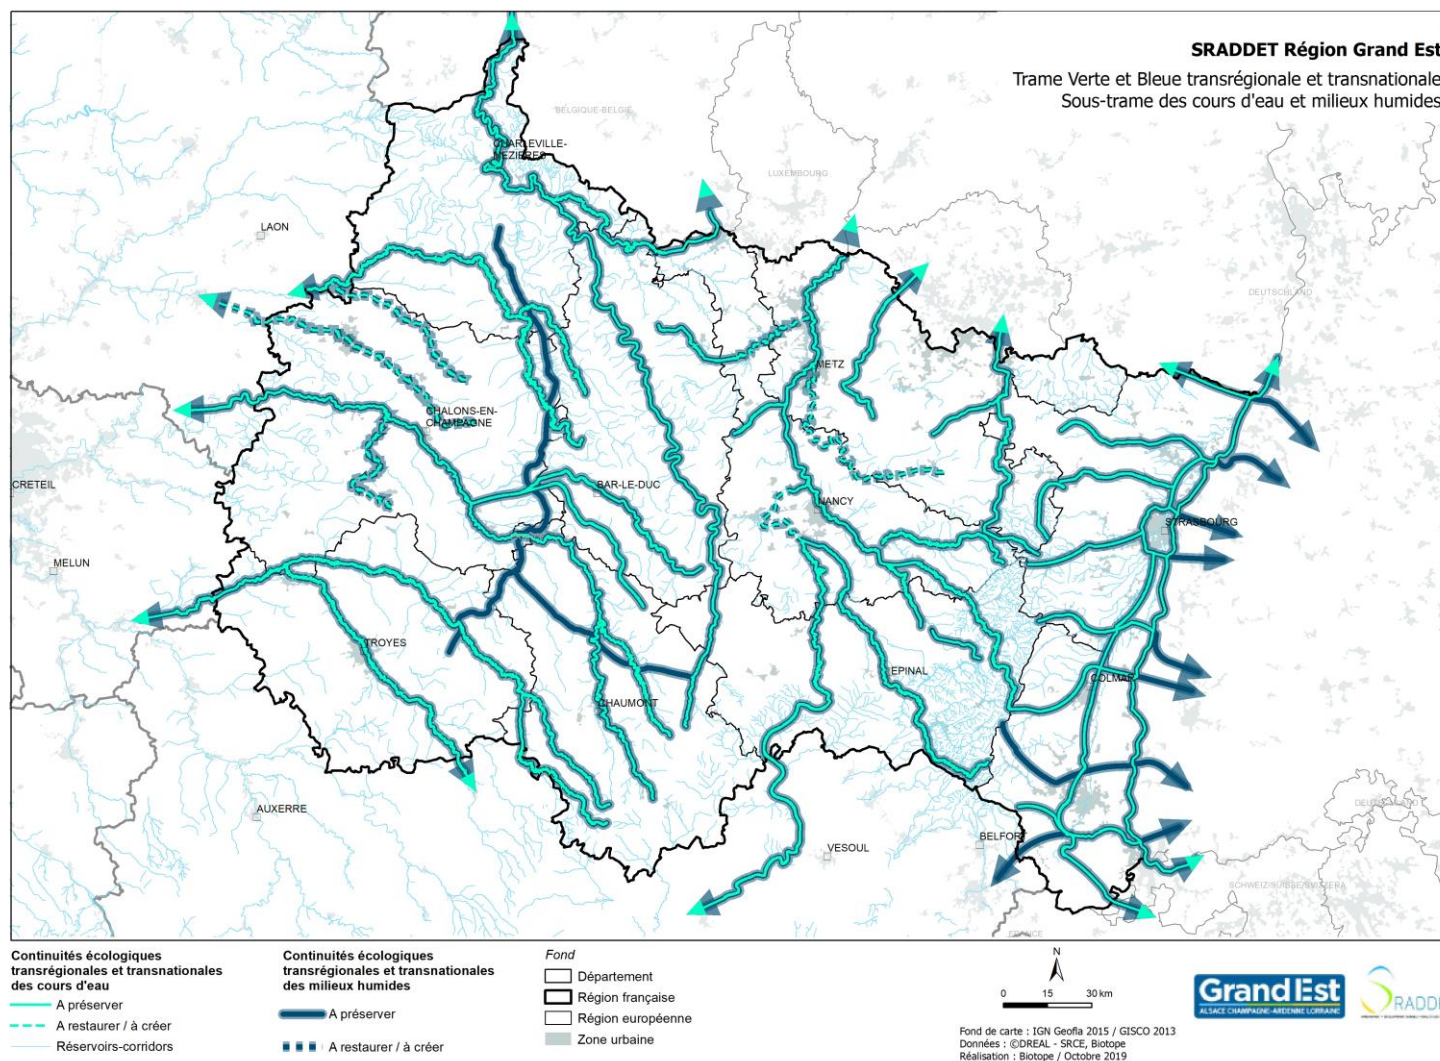 SRADDET Région Grand Est
Trame Verte et Bleue transrégionale et transnationale
Sous-trame des cours d'eau et milieux humides
BELGIQUE-BELGIË
CHARLEVILLE-
MEZIERES
LUXEMBOURG
LAON
DEUTSCHLAND
METZ
CHALONS-EN-
CHAMPAGNE
CRETEIL
BAR-LE-DUC
NANCY
STRASBOURG
MELUN
TROYES
EPINAL
COLMAR
CHAUMONT
AUXERRE
DEUTSCHLAND
BELFORT
VESOUL
SCHWEIZ/SUISSE/SVIZZERA
FRANCE
Continuités écologiques
transrégionales et transnationales
des cours d'eau
A préserver
A restaurer / à créer
Réservoirs-corridors
Continuités écologiques
transrégionales et transnationales
des milieux humides
A préserver
A restaurer / à créer
Fond
Département
Région française
Région européenne
Zone urbaine
N
0 15 30 km
Fond de carte : IGN Geofla 2015 / GISCO 2013
Données : ©DREAL - SRCE, Biotope
Réalisation : Biotope / Octobre 2019
Grand Est
ALSACE CHAMPAGNE-ARDENNE LORRAINE
SRADDE